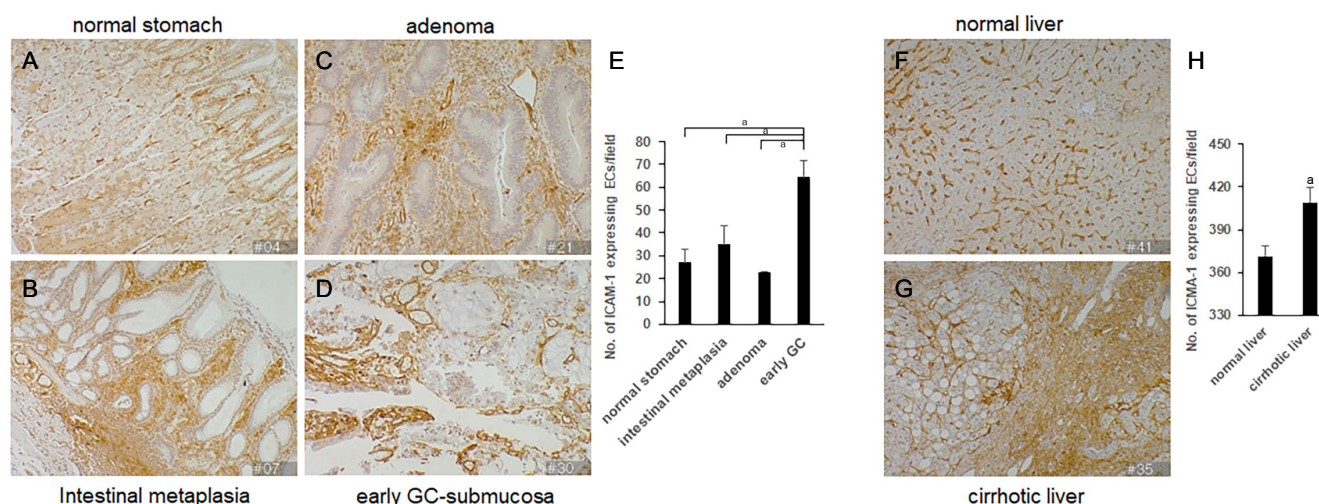 normal stomach
adenoma
normal liver
A
C
E
F
H
#04
#21
#41
B
D
G
#07
#30
#35
Intestinal metaplasia
early GC-submucosa
cirrhotic liver
No. of ICAM-1 expressing ECs/field
80
70
60
50
40
30
20
10
0
a
a
a
normal stomach
intestinal metaplasia
adenoma
early GC
No. of ICMA-1 expressing ECs/field
450
420
390
360
330
a
normal liver
cirrhotic liver